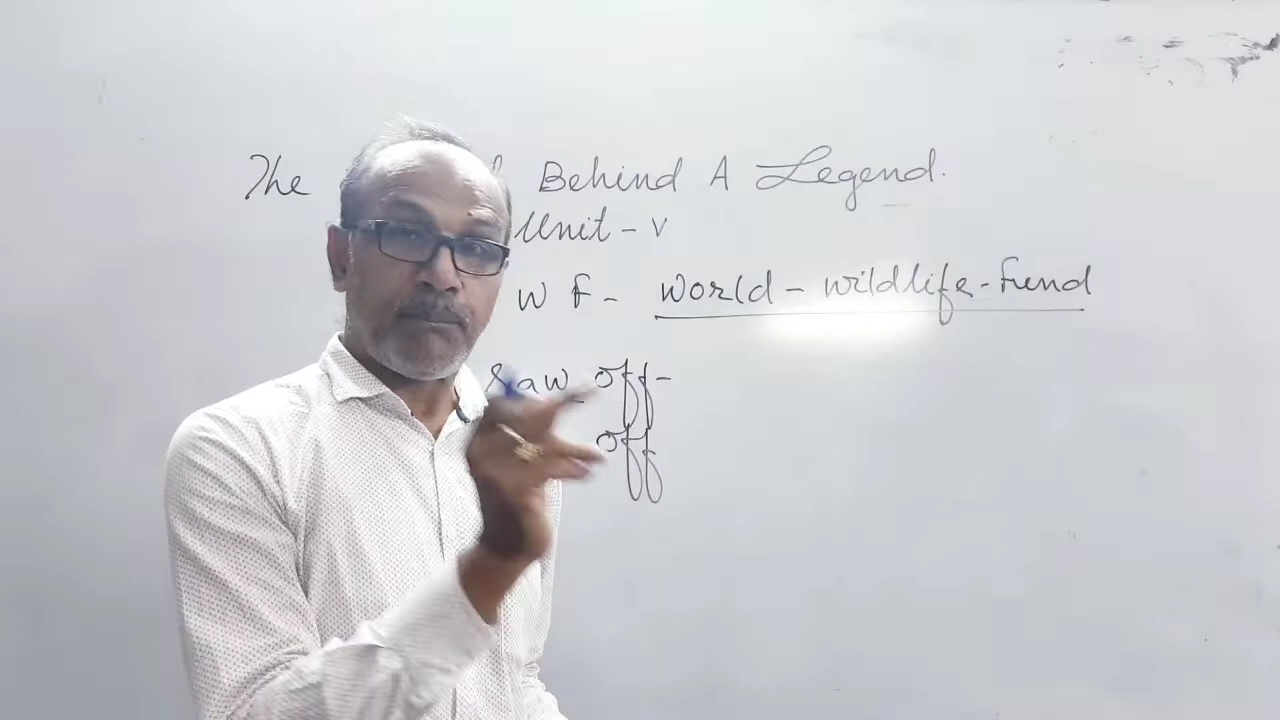 The Behind A Legend.
Unit - V
W F - World - wildlife - Fund
Saw off -
off